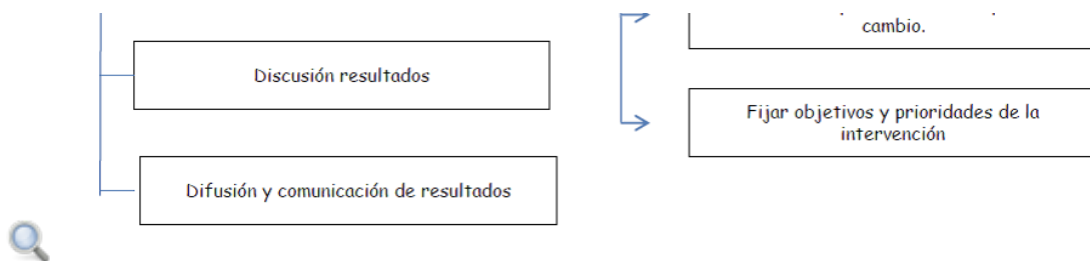 cambio.
Discusión resultados
Fijar objetivos y prioridades de la
intervención
Difusión y comunicación de resultados